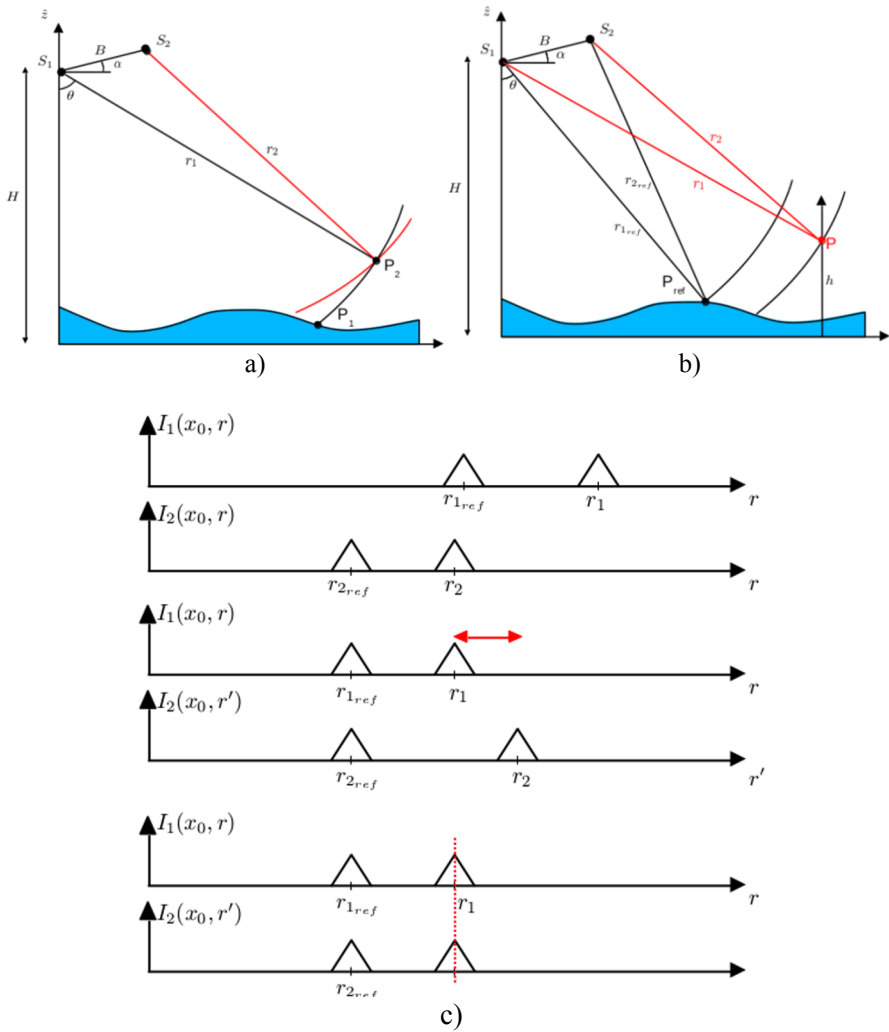 ẑ
S₁ B S₂
α
θ
r₁ r₂
H
P₂
P₁
a)
ẑ
S₁ B S₂
α
θ
r₂
r₂ref r₁
H
r₁ref
P
Pref
h
b)
I₁(x₀, r)
r₁ref r₁ r
I₂(x₀, r)
r₂ref r₂ r
I₁(x₀, r)
r₁ref r₁ r
I₂(x₀, r′)
r₂ref r₂ r′
I₁(x₀, r)
r₁ref r₁ r
I₂(x₀, r′)
r₂ref
c)